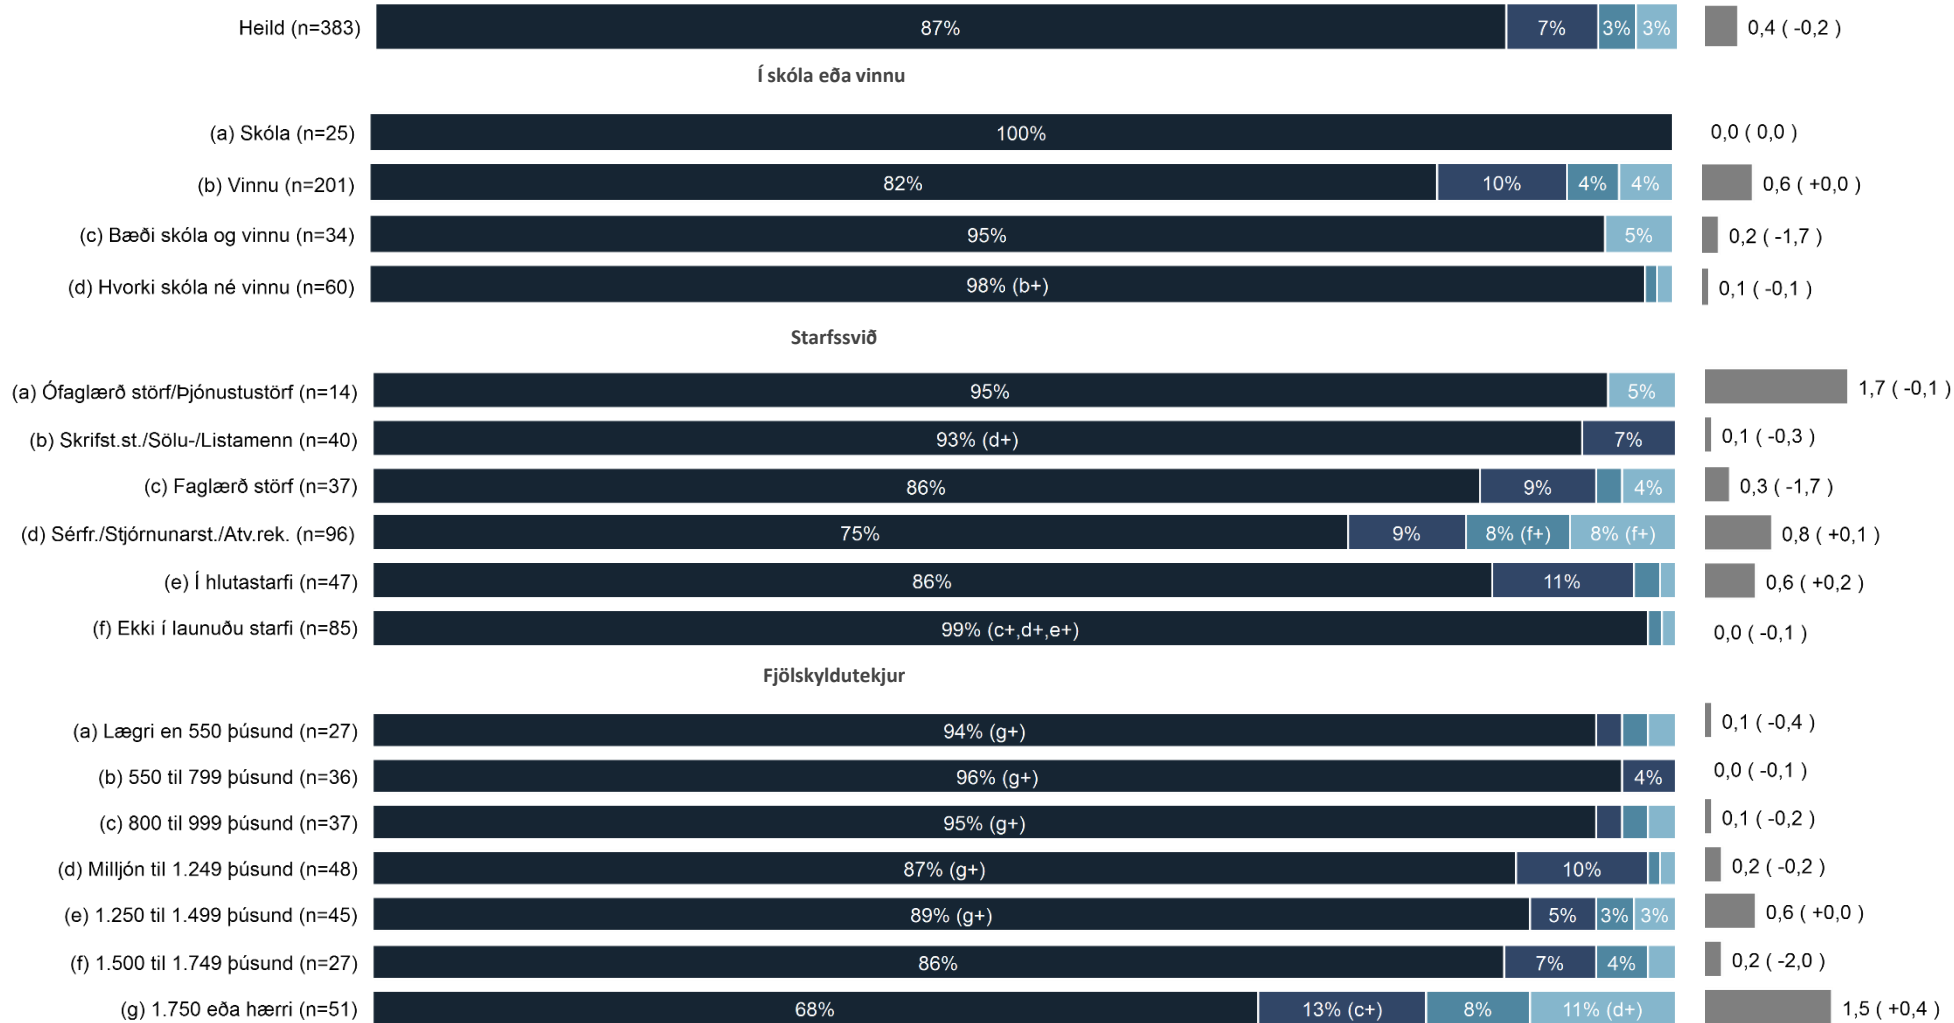 Heild (n=383) 87% 7% 3% 3% 0,4 ( -0,2 )
Í skóla eða vinnu
(a) Skóla (n=25) 100% 0,0 ( 0,0 )
(b) Vinnu (n=201) 82% 10% 4% 4% 0,6 ( +0,0 )
(c) Bæði skóla og vinnu (n=34) 95% 5% 0,2 ( -1,7 )
(d) Hvorki skóla né vinnu (n=60) 98% (b+) 0,1 ( -0,1 )
Starfssvið
(a) Ófaglærð störf/Þjónustustörf (n=14) 95% 5% 1,7 ( -0,1 )
(b) Skrifst.st./Sölu-/Listamenn (n=40) 93% (d+) 7% 0,1 ( -0,3 )
(c) Faglærð störf (n=37) 86% 9% 4% 0,3 ( -1,7 )
(d) Sérfr./Stjórnunarst./Atv.rek. (n=96) 75% 9% 8% (f+) 8% (f+) 0,8 ( +0,1 )
(e) Í hlutastarfi (n=47) 86% 11% 0,6 ( +0,2 )
(f) Ekki í launuðu starfi (n=85) 99% (c+,d+,e+) 0,0 ( -0,1 )
Fjölskyldutekjur
(a) Lægri en 550 þúsund (n=27) 94% (g+) 0,1 ( -0,4 )
(b) 550 til 799 þúsund (n=36) 96% (g+) 4% 0,0 ( -0,1 )
(c) 800 til 999 þúsund (n=37) 95% (g+) 0,1 ( -0,2 )
(d) Milljón til 1.249 þúsund (n=48) 87% (g+) 10% 0,2 ( -0,2 )
(e) 1.250 til 1.499 þúsund (n=45) 89% (g+) 5% 3% 3% 0,6 ( +0,0 )
(f) 1.500 til 1.749 þúsund (n=27) 86% 7% 4% 0,2 ( -2,0 )
(g) 1.750 eða hærri (n=51) 68% 13% (c+) 8% 11% (d+) 1,5 ( +0,4 )